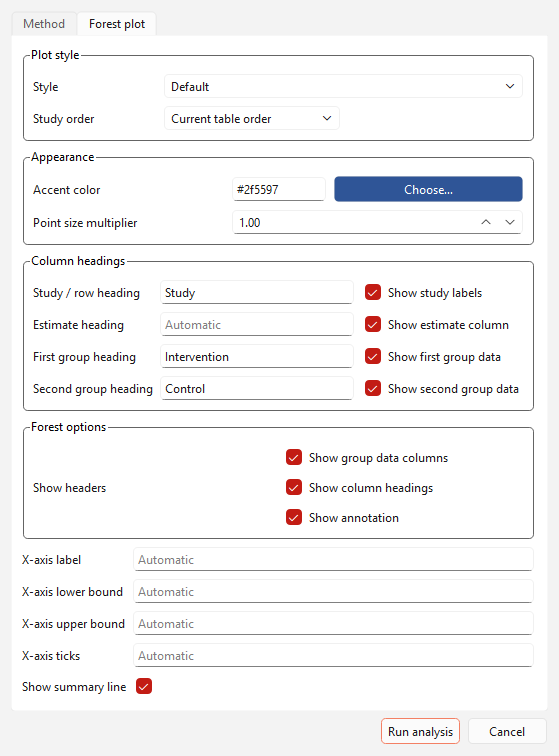 Method
Forest plot
Plot style
Style
Default
Study order
Current table order
Appearance
Accent color
#2f5597
Choose...
Point size multiplier
1.00
Column headings
Study / row heading
Study
Show study labels
Estimate heading
Automatic
Show estimate column
First group heading
Intervention
Show first group data
Second group heading
Control
Show second group data
Forest options
Show headers
Show group data columns
Show column headings
Show annotation
X-axis label
Automatic
X-axis lower bound
Automatic
X-axis upper bound
Automatic
X-axis ticks
Automatic
Show summary line
Run analysis
Cancel